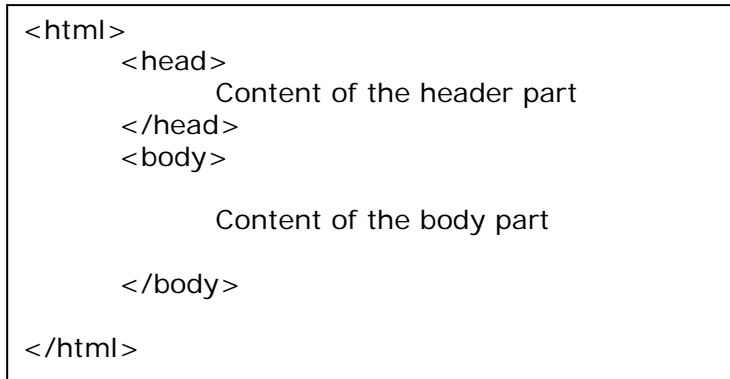 <html>
<head>
Content of the header part
</head>
<body>
Content of the body part
</body>
</html>